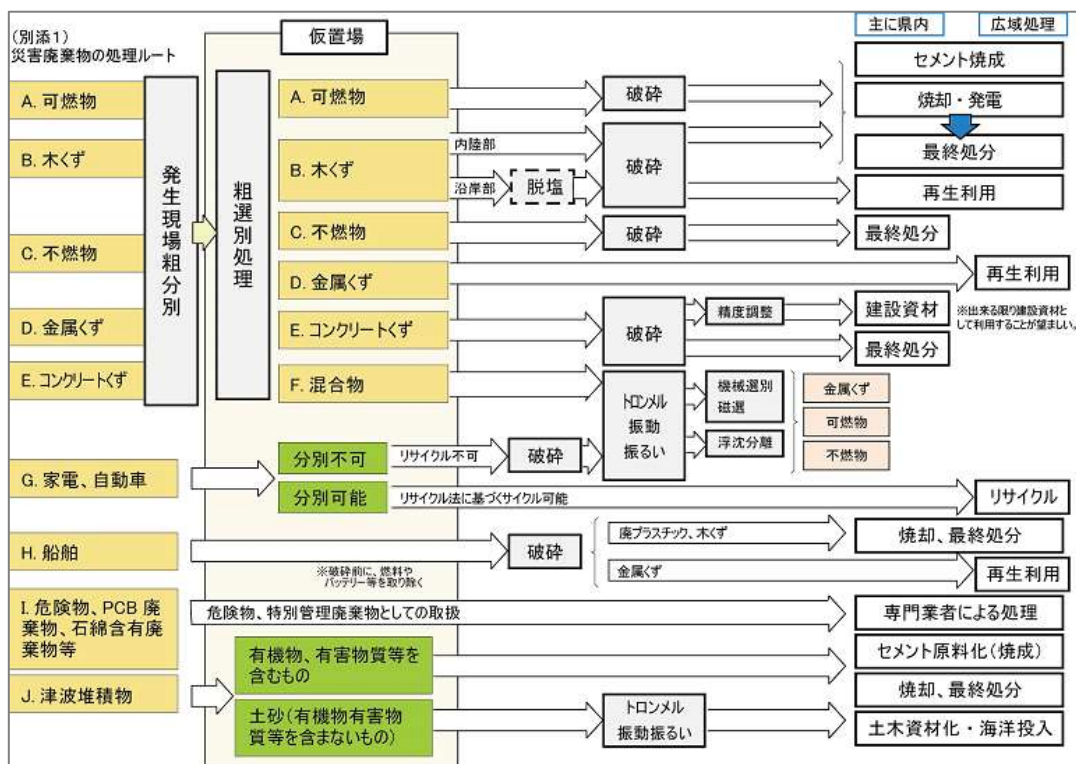 (別添1)
災害廃棄物の処理ルート
仮置場
主に県内
広域処理
A. 可燃物
B. 木くず
C. 不燃物
D. 金属くず
E. コンクリートくず
発生現場粗分別
粗選別処理
A. 可燃物
破砕
セメント焼成
焼却・発電
最終処分
B. 木くず
内陸部
沿岸部
脱塩
破砕
再生利用
C. 不燃物
破砕
最終処分
D. 金属くず
再生利用
E. コンクリートくず
破砕
精度調整
建設資材
※出来る限り建設資材と
して利用することが望ましい。
最終処分
F. 混合物
トロンメル
振動
振るい
機械選別
磁選
浮沈分離
金属くず
可燃物
不燃物
G. 家電、自動車
分別不可
リサイクル不可
破砕
分別可能
リサイクル法に基づくサイクル可能
リサイクル
H. 船舶
※破砕前に、燃料や
バッテリー等を取り除く
破砕
廃プラスチック、木くず
焼却、最終処分
金属くず
再生利用
I. 危険物、PCB 廃
棄物、石綿含有廃
棄物等
危険物、特別管理廃棄物としての取扱
専門業者による処理
J. 津波堆積物
有機物、有害物質等を
含むもの
セメント原料化(焼成)
焼却、最終処分
土砂(有機物有害物
質等を含まないもの)
トロンメル
振動振るい
土木資材化・海洋投入